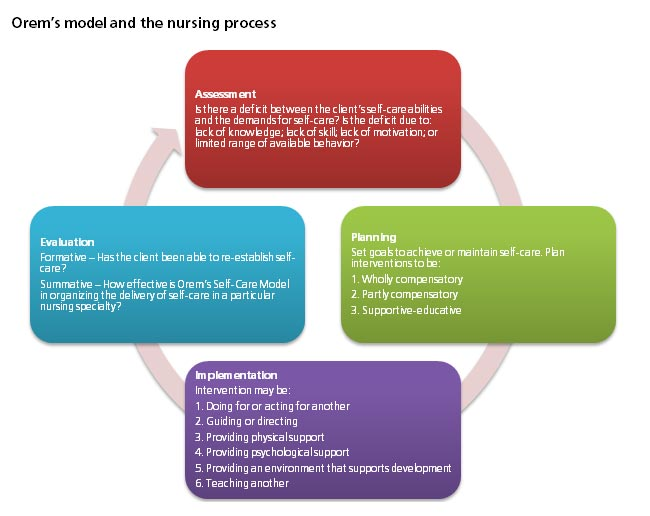 Orem's model and the nursing process
Assessment
Is there a deficit between the client's self-care abilities
and the demands for self-care? Is the deficit due to:
lack of knowledge; lack of skill; lack of motivation; or
limited range of available behavior?
Planning
Set goals to achieve or maintain self-care. Plan
interventions to be:
1. Wholly compensatory
2. Partly compensatory
3. Supportive-educative
Implementation
Intervention may be:
1. Doing for or acting for another
2. Guiding or directing
3. Providing physical support
4. Providing psychological support
5. Providing an environment that supports development
6. Teaching another
Evaluation
Formative – Has the client been able to re-establish self-
care?
Summative – How effective is Orem's Self-Care Model
in organizing the delivery of self-care in a particular
nursing specialty?